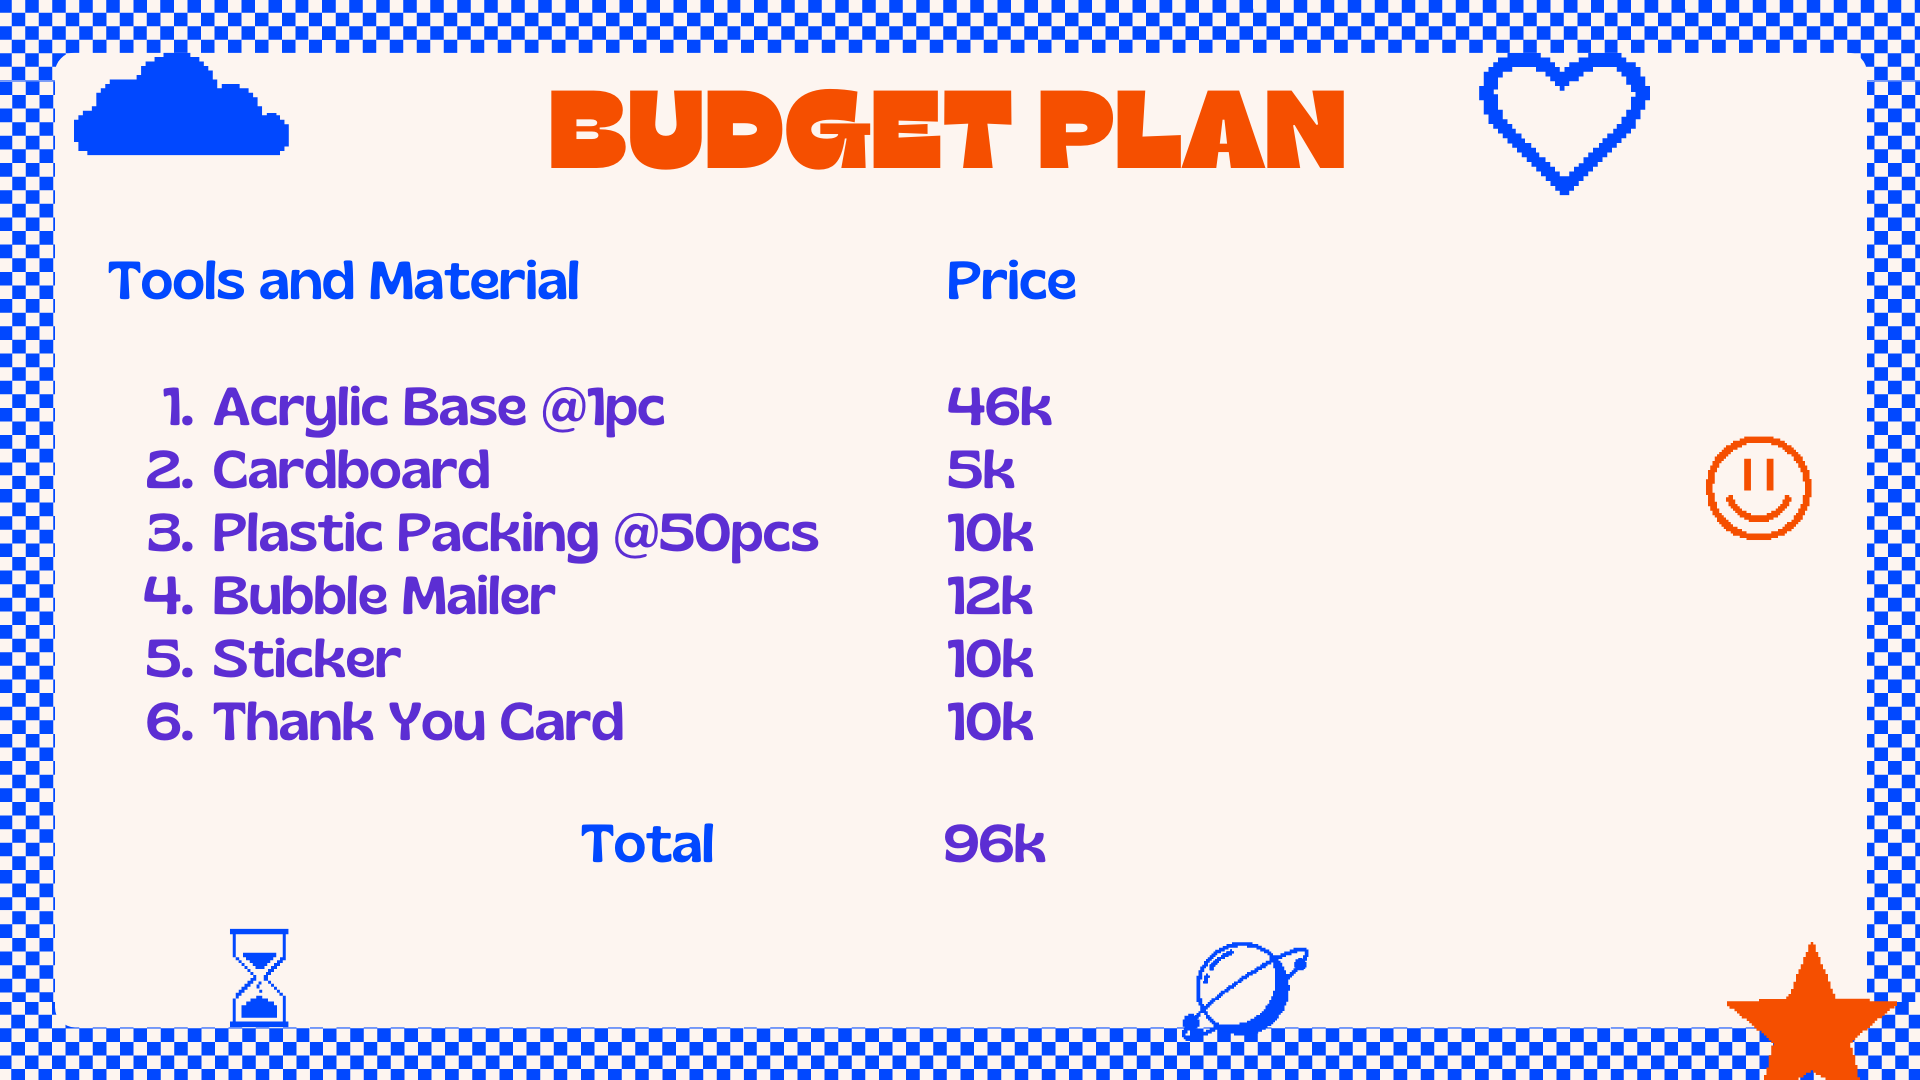 BUDGET PLAN
Tools and Material Price
1. Acrylic Base @1pc 46k
2. Cardboard 5k
3. Plastic Packing @50pcs 10k
4. Bubble Mailer 12k
5. Sticker 10k
6. Thank You Card 10k
Total 96k